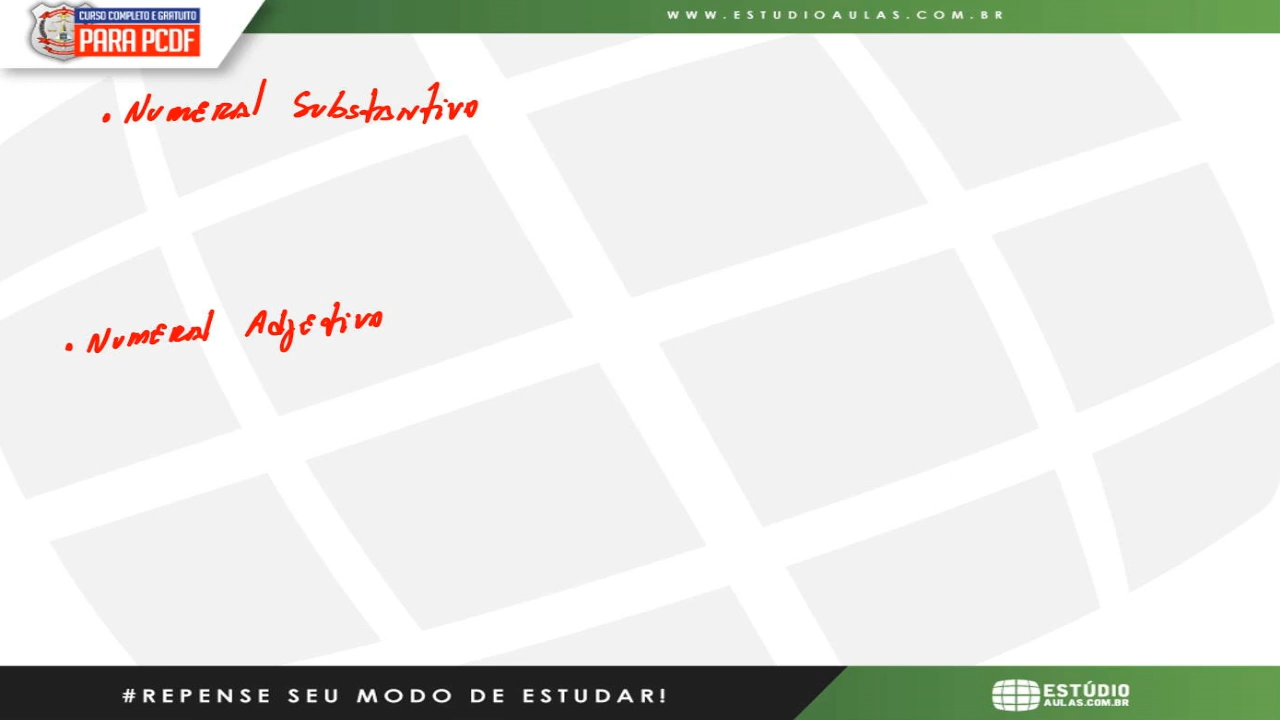 CURSO COMPLETO E GRATUITO
PARA PCDF
WWW.ESTUDIOAULAS.COM.BR
• Numeral Substantivo
• Numeral Adjetivo
#REPENSE SEU MODO DE ESTUDAR!
ESTÚDIO
AULAS.COM.BR